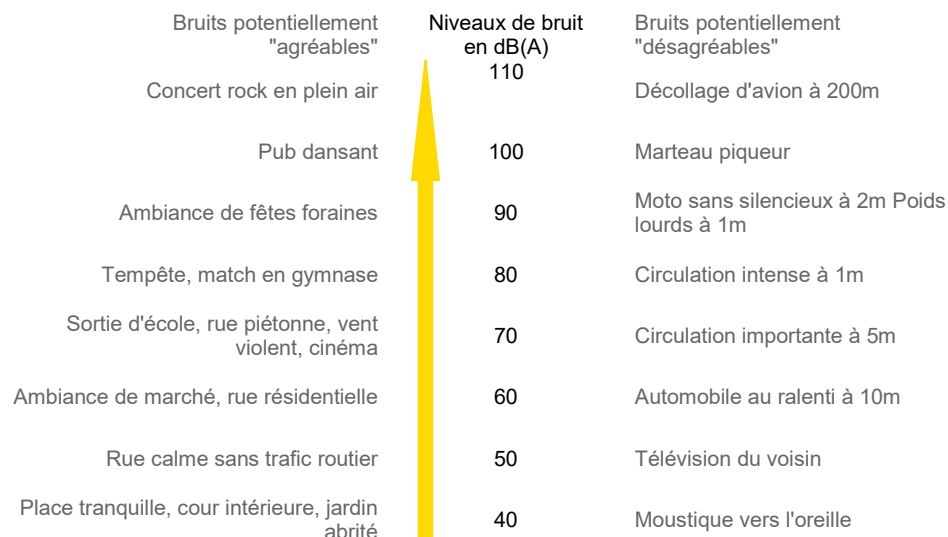 Bruits potentiellement
"agréables"
Niveaux de bruit
en dB(A)
Bruits potentiellement
"désagréables"
Concert rock en plein air
110
Décollage d'avion à 200m
Pub dansant
100
Marteau piqueur
Ambiance de fêtes foraines
90
Moto sans silencieux à 2m Poids
lourds à 1m
Tempête, match en gymnase
80
Circulation intense à 1m
Sortie d'école, rue piétonne, vent
violent, cinéma
70
Circulation importante à 5m
Ambiance de marché, rue résidentielle
60
Automobile au ralenti à 10m
Rue calme sans trafic routier
50
Télévision du voisin
Place tranquille, cour intérieure, jardin
abrité
40
Moustique vers l'oreille